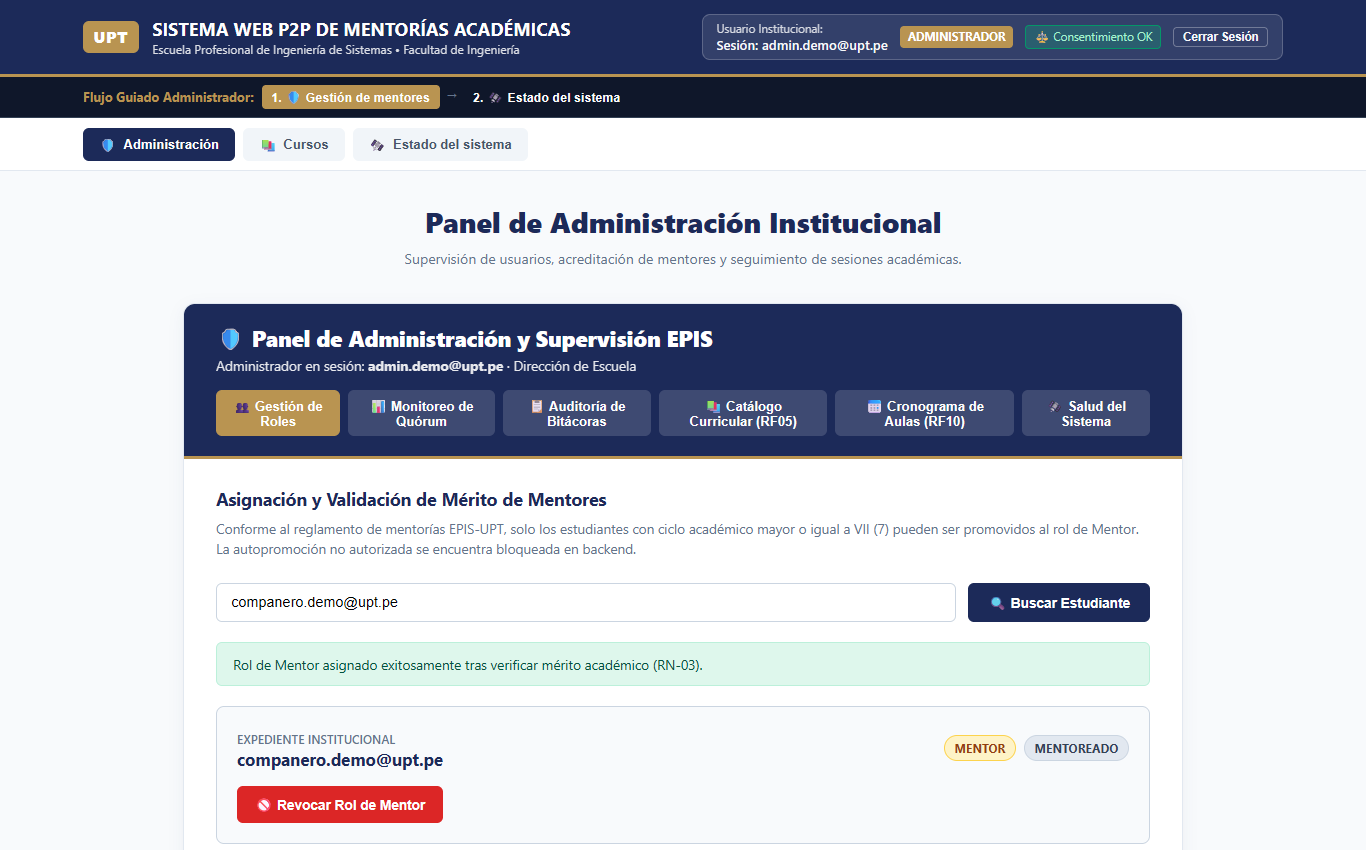 UPT
SISTEMA WEB P2P DE MENTORÍAS ACADÉMICAS
Escuela Profesional de Ingeniería de Sistemas • Facultad de Ingeniería
Usuario Institucional:
Sesión: admin.demo@upt.pe
ADMINISTRADOR
Consentimiento OK
Cerrar Sesión
Flujo Guiado Administrador:
1. Gestión de mentores
→
2. Estado del sistema
Administración
Cursos
Estado del sistema
Panel de Administración Institucional
Supervisión de usuarios, acreditación de mentores y seguimiento de sesiones académicas.
Panel de Administración y Supervisión EPIS
Administrador en sesión: admin.demo@upt.pe · Dirección de Escuela
Gestión de
Roles
Monitoreo de
Quórum
Auditoría de
Bitácoras
Catálogo
Curricular (RF05)
Cronograma de
Aulas (RF10)
Salud del
Sistema
Asignación y Validación de Mérito de Mentores
Conforme al reglamento de mentorías EPIS-UPT, solo los estudiantes con ciclo académico mayor o igual a VII (7) pueden ser promovidos al rol de Mentor.
La autopromoción no autorizada se encuentra bloqueada en backend.
companero.demo@upt.pe
Buscar Estudiante
Rol de Mentor asignado exitosamente tras verificar mérito académico (RN-03).
EXPEDIENTE INSTITUCIONAL
companero.demo@upt.pe
MENTOR
MENTOREADO
Revocar Rol de Mentor